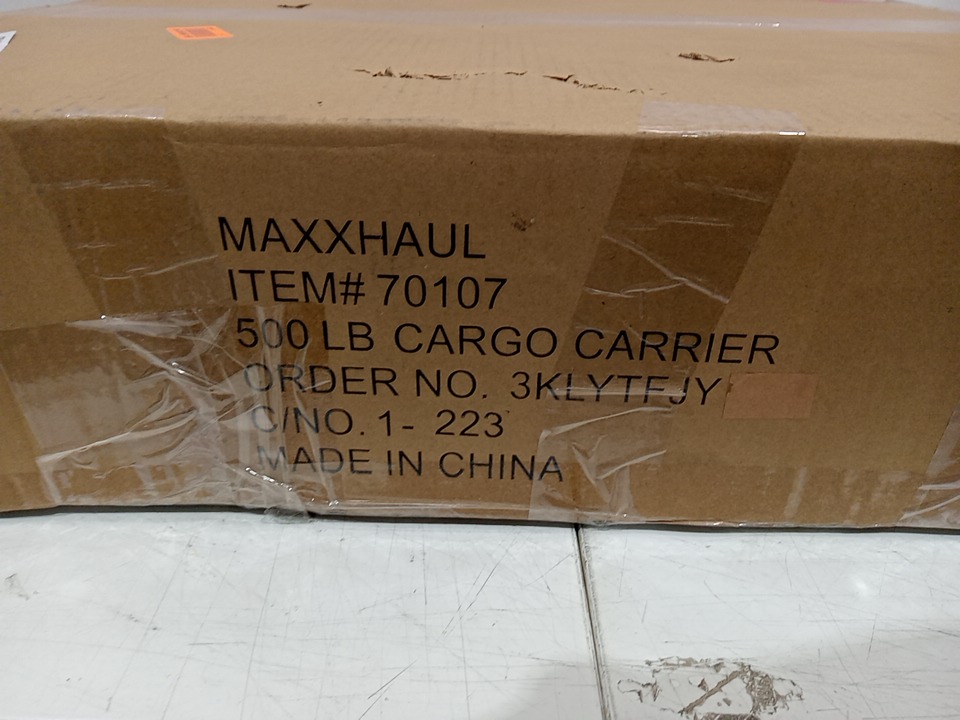 MAXXHAUL
ITEM# 70107
500 LB CARGO CARRIER
ORDER NO. 3KLYTFJY
C/NO. 1- 223
MADE IN CHINA